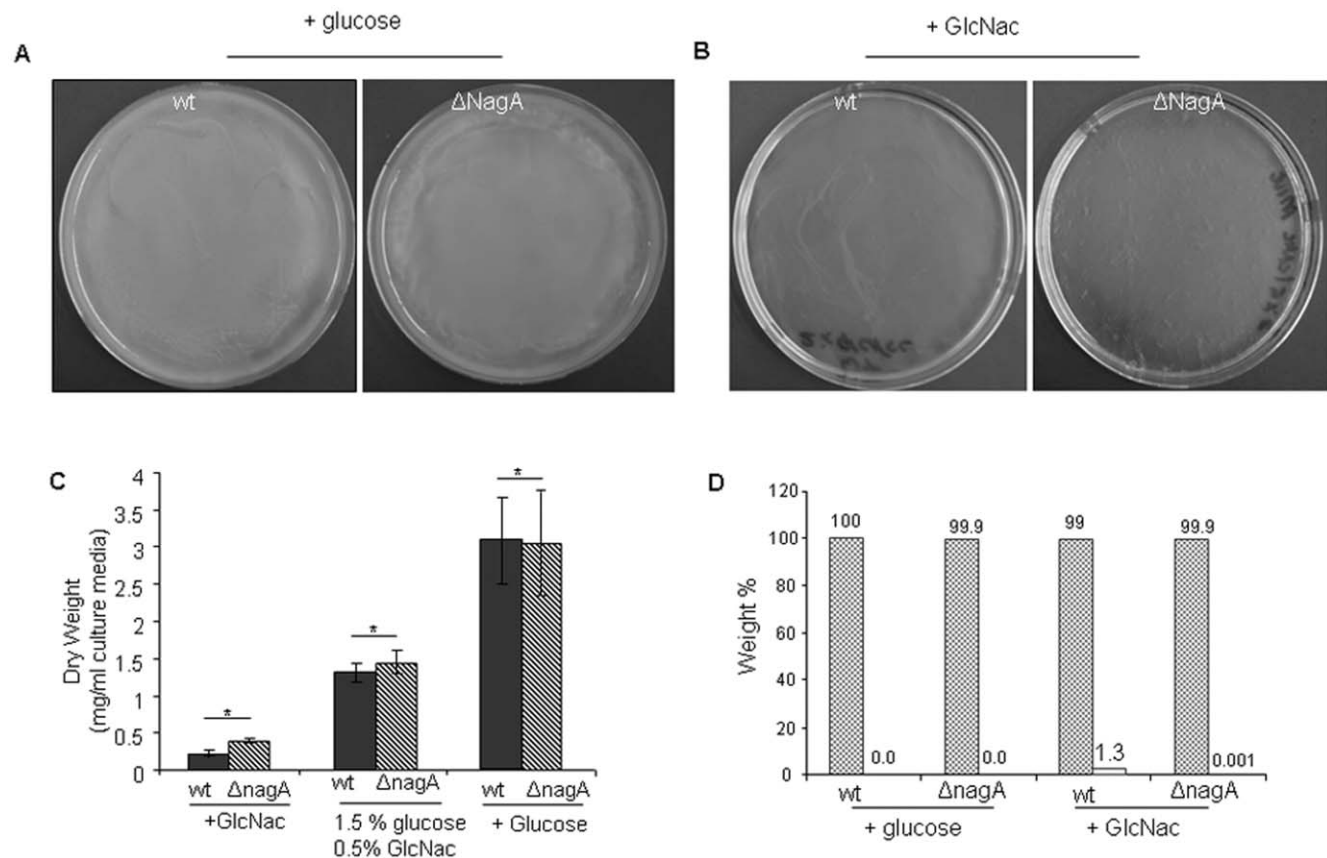 + glucose
+ GlcNac
A
B
wt
ΔNagA
wt
ΔNagA
C
Dry Weight
(mg/ml culture media)
4
3.5
3
2.5
2
1.5
1
0.5
0
*
*
*
wt ΔnagA
wt ΔnagA
wt ΔnagA
+GlcNac
1.5 % glucose
0.5% GlcNac
+ Glucose
D
Weight %
120
100
80
60
40
20
0
100
0.0
99.9
0.0
99
1.3
99.9
0.001
wt
ΔnagA
wt
ΔnagA
+ glucose
+ GlcNac